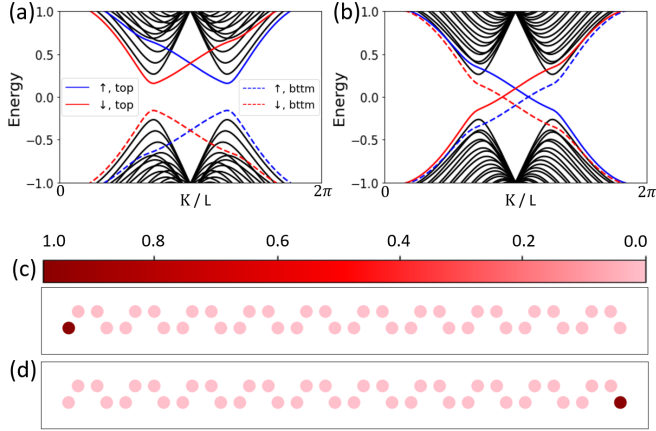 (a)
1.0
0.5
0.0
−0.5
−1.0
Energy
↑, top
↓, top
↑, bttm
↓, bttm
0
K / L
2π
(b)
1.0
0.5
0.0
−0.5
−1.0
Energy
0
K / L
2π
(c)
1.0 0.8 0.6 0.4 0.2 0.0
(d)